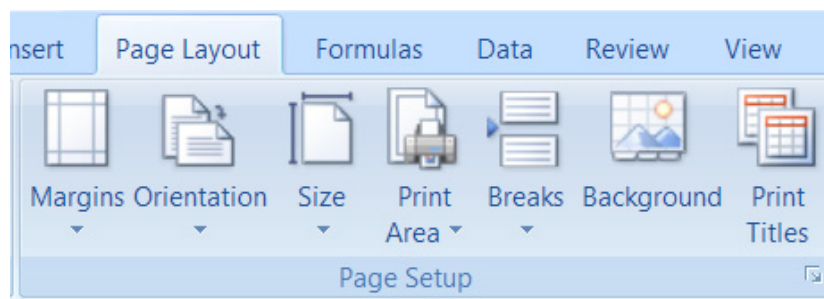 nsert Page Layout Formulas Data Review View
Margins Orientation Size Print Area Breaks Background Print Titles
Page Setup